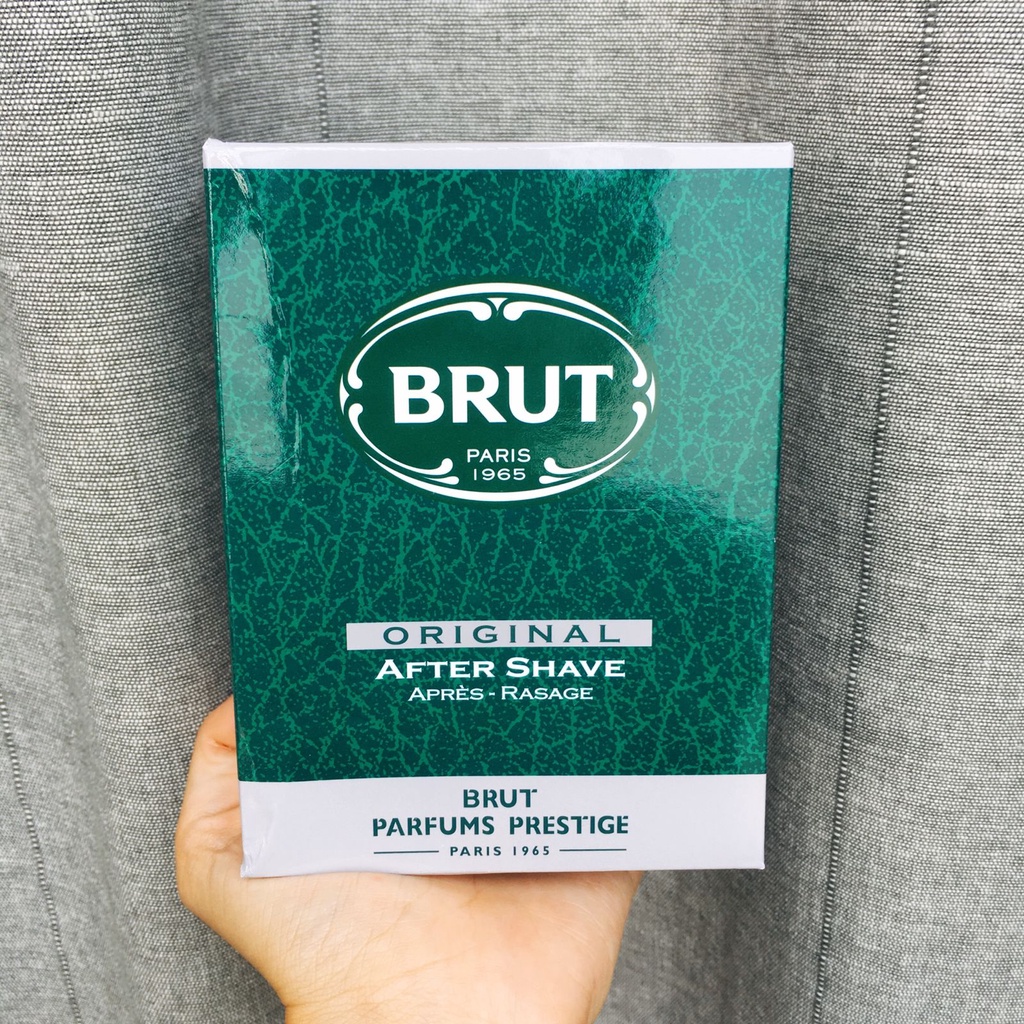 BRUT
PARIS
1965
ORIGINAL
AFTER SHAVE
APRÈS - RASAGE
BRUT
PARFUMS PRESTIGE
PARIS 1965